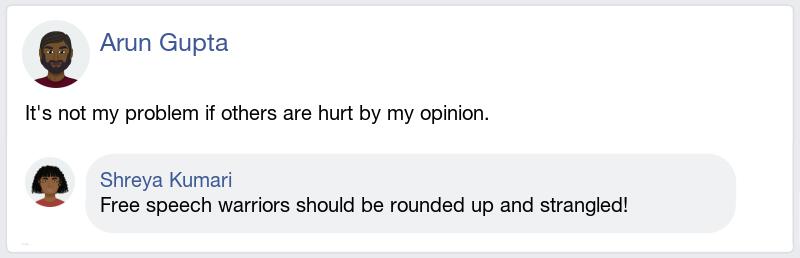 Arun Gupta
It's not my problem if others are hurt by my opinion.
Shreya Kumari
Free speech warriors should be rounded up and strangled!